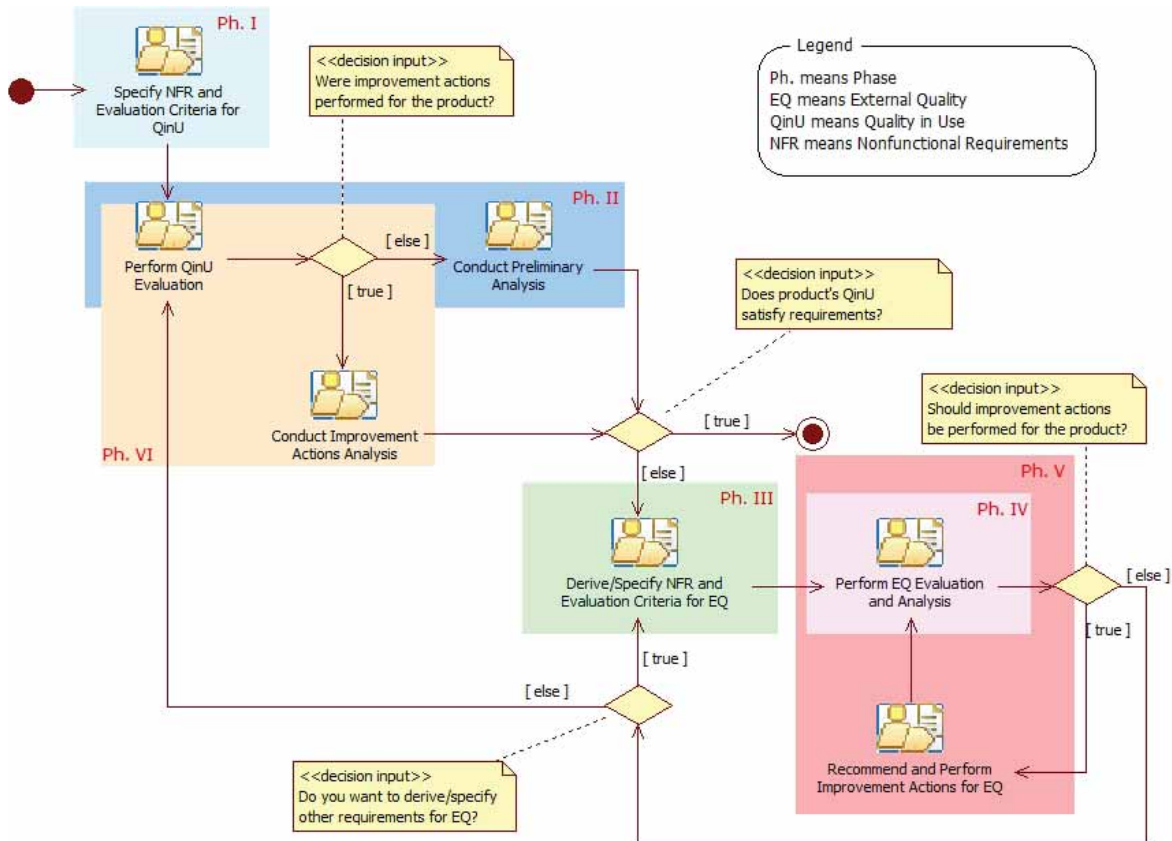 Ph. I
Specify NFR and
Evaluation Criteria for
QinU
<<decision input>>
Were improvement actions
performed for the product?
Legend
Ph. means Phase
EQ means External Quality
QinU means Quality in Use
NFR means Nonfunctional Requirements
Ph. II
Perform QinU
Evaluation
[ else ]
[ true ]
Conduct Preliminary
Analysis
<<decision input>>
Does product's QinU
satisfy requirements?
Conduct Improvement
Actions Analysis
Ph. VI
[ true ]
[ else ]
<<decision input>>
Should improvement actions
be performed for the product?
Ph. III
Derive/Specify NFR and
Evaluation Criteria for EQ
Ph. V
Ph. IV
Perform EQ Evaluation
and Analysis
[ else ]
[ true ]
[ true ]
[ else ]
Recommend and Perform
Improvement Actions for EQ
<<decision input>>
Do you want to derive/specify
other requirements for EQ?